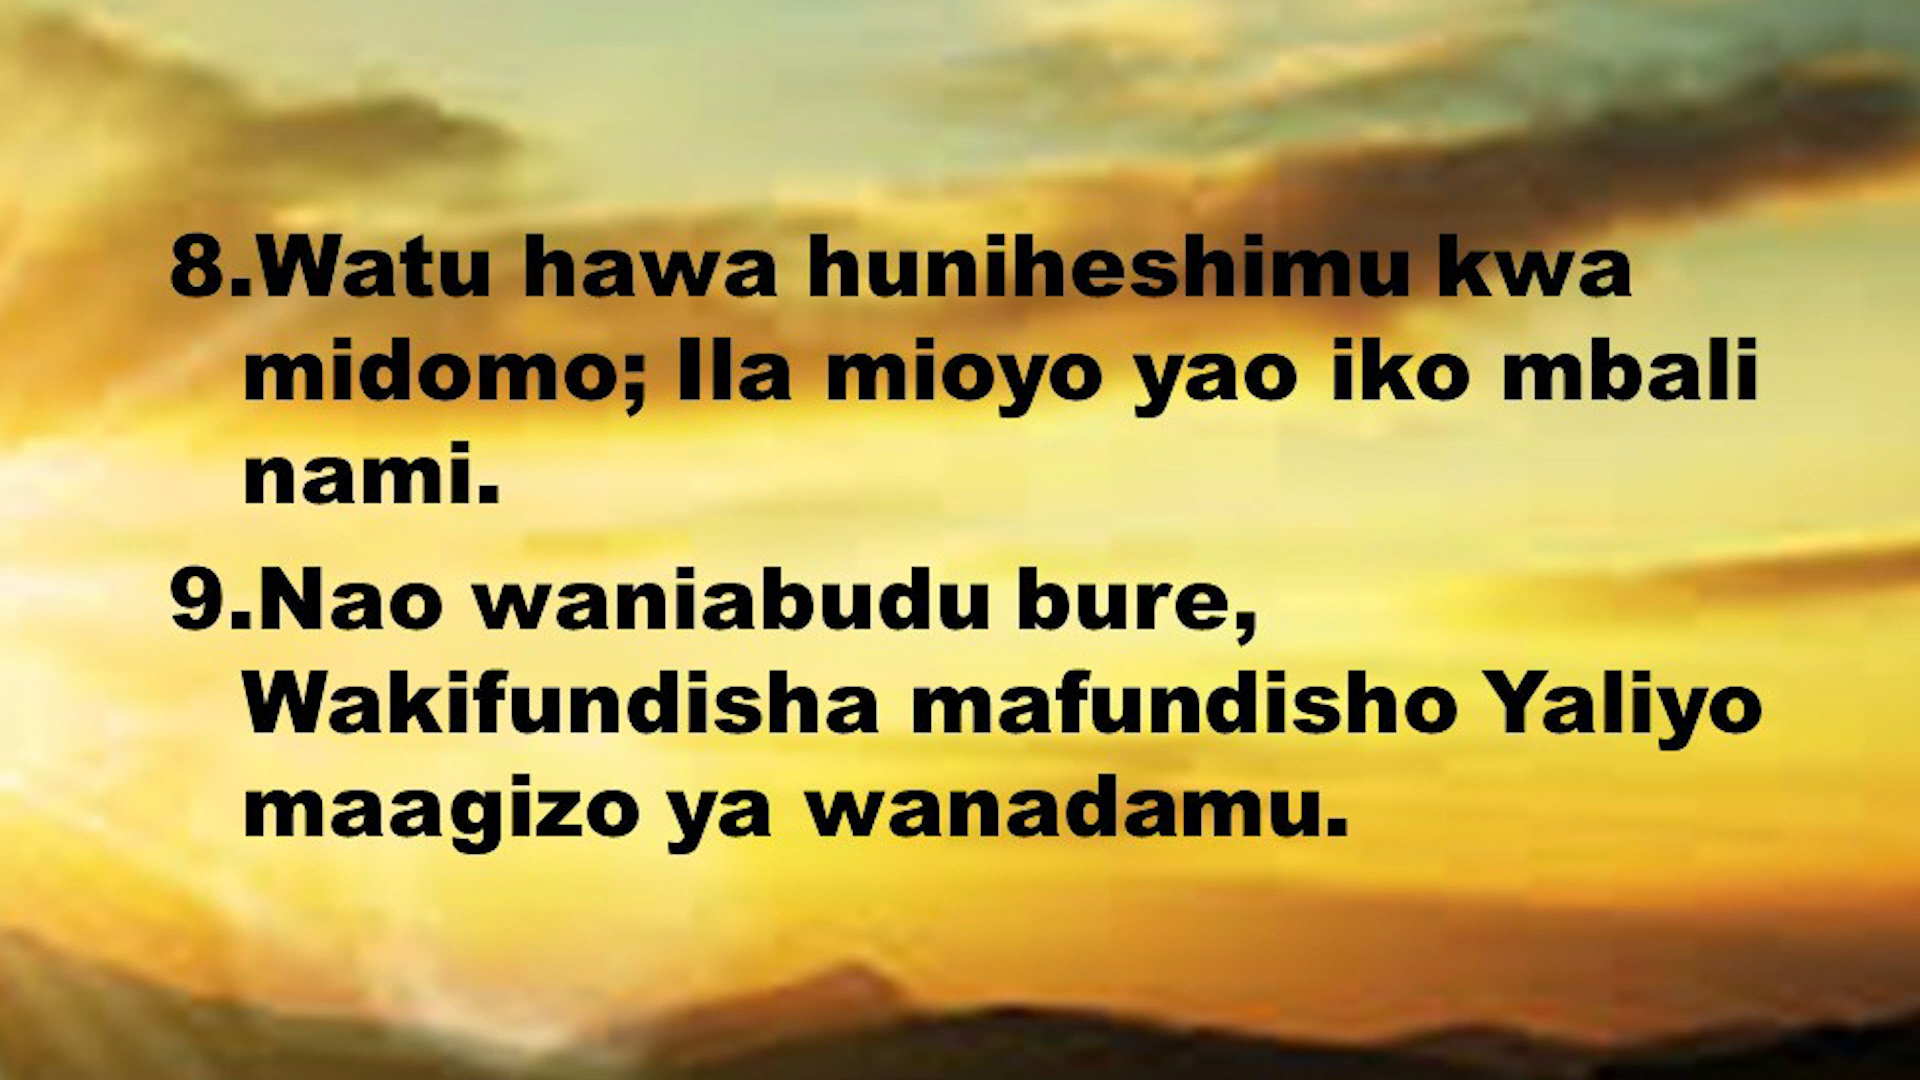 8.Watu hawa huniheshimu kwa
midomo; Ila mioyo yao iko mbali
nami.
9.Nao waniabudu bure,
Wakifundisha mafundisho Yaliyo
maagizo ya wanadamu.